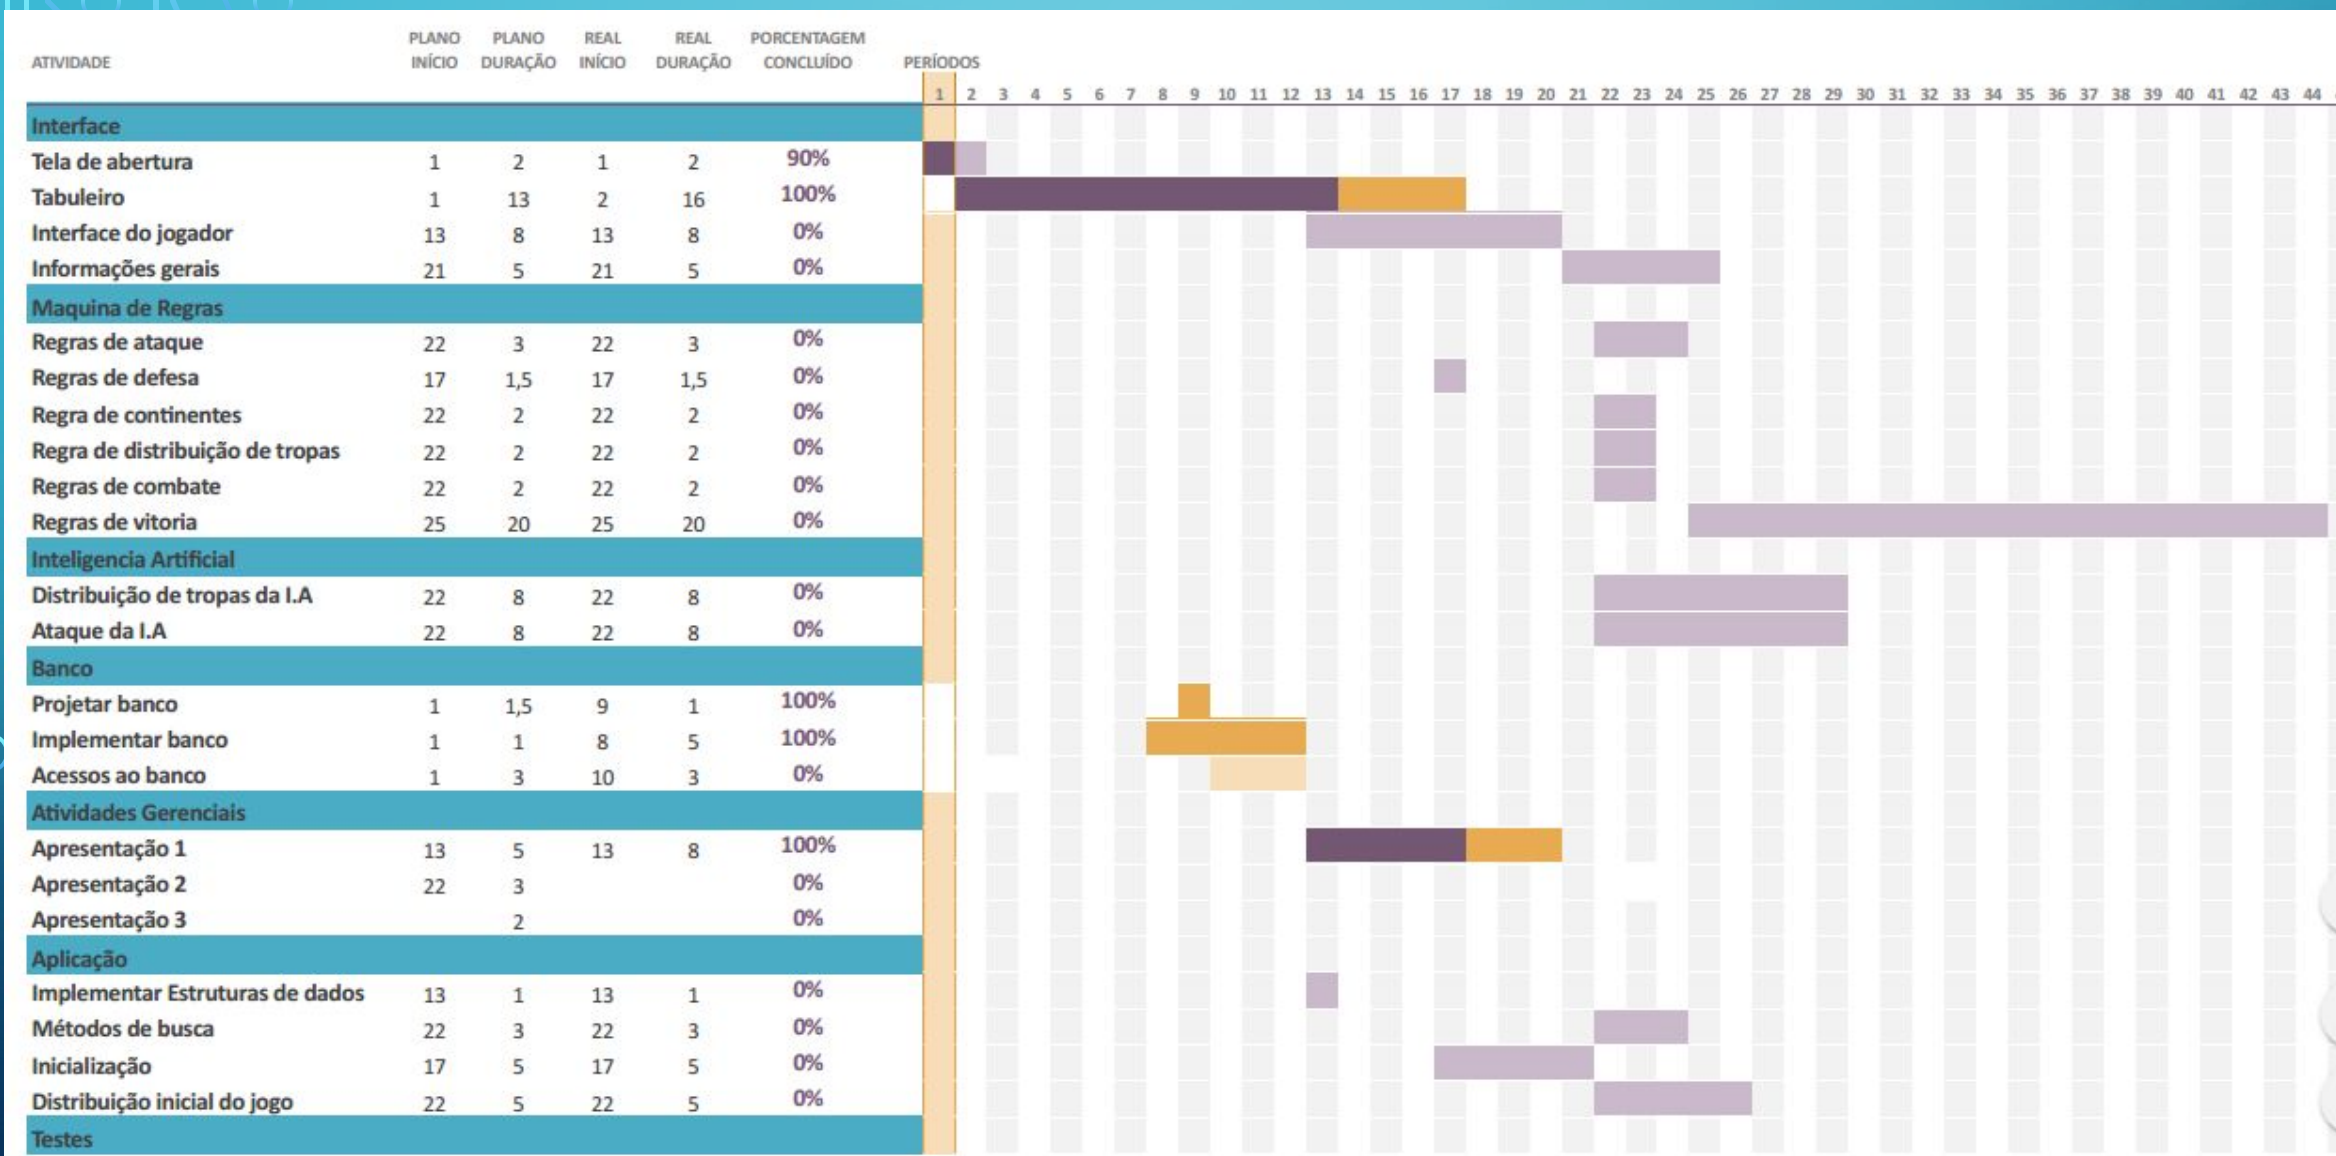 ATIVIDADE PLANO INÍCIO PLANO DURAÇÃO REAL INÍCIO REAL DURAÇÃO PORCENTAGEM CONCLUÍDO PERÍODOS
1 2 3 4 5 6 7 8 9 10 11 12 13 14 15 16 17 18 19 20 21 22 23 24 25 26 27 28 29 30 31 32 33 34 35 36 37 38 39 40 41 42 43 44
Interface
Tela de abertura 1 2 1 2 90%
Tabuleiro 1 13 2 16 100%
Interface do jogador 13 8 13 8 0%
Informações gerais 21 5 21 5 0%
Maquina de Regras
Regras de ataque 22 3 22 3 0%
Regras de defesa 17 1,5 17 1,5 0%
Regra de continentes 22 2 22 2 0%
Regra de distribuição de tropas 22 2 22 2 0%
Regras de combate 22 2 22 2 0%
Regras de vitoria 25 20 25 20 0%
Inteligencia Artificial
Distribuição de tropas da I.A 22 8 22 8 0%
Ataque da I.A 22 8 22 8 0%
Banco
Projetar banco 1 1,5 9 1 100%
Implementar banco 1 1 8 5 100%
Acessos ao banco 1 3 10 3 0%
Atividades Gerenciais
Apresentação 1 13 5 13 8 100%
Apresentação 2 22 3 0%
Apresentação 3 2 0%
Aplicação
Implementar Estruturas de dados 13 1 13 1 0%
Métodos de busca 22 3 22 3 0%
Inicialização 17 5 17 5 0%
Distribuição inicial do jogo 22 5 22 5 0%
Testes